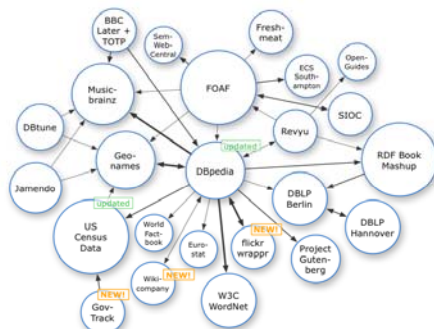 BBC
Later +
TOTP
Fresh-
meat
Sem-
Web-
Central
FOAF
ECS
South-
ampton
Open-
Guides
Music-
brainz
SIOC
DBtune
updated
Revyu
Geo-
names
DBpedia
RDF Book
Mashup
Jamendo
updated
DBLP
Berlin
US
Census
Data
World
Fact-
book
Euro-
stat
NEW!
flickr
wrappr
Project
Guten-
berg
DBLP
Hannover
NEW!
Wiki-
company
NEW!
Gov-
Track
W3C
WordNet